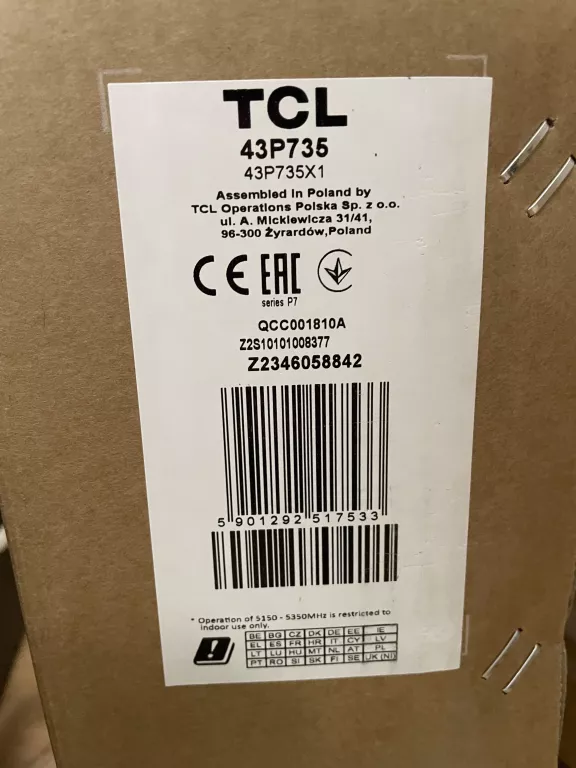 TCL
43P735
43P735X1
Assembled in Poland by
TCL Operations Polska Sp. z o.o.
ul. A. Mickiewicza 31/41,
96-300 Żyrardów,Poland
CE EAC
series P7
QCC001810A
Z2S10101008377
Z2346058842
5 901292 517533
* Operation of 5150 - 5350MHz is restricted to
indoor use only.
BE BG CZ DK DE EE IE
EL ES FR HR IT CY LV
LT LU HU MT NL AT PL
PT RO SI SK FI SE UK(NI)